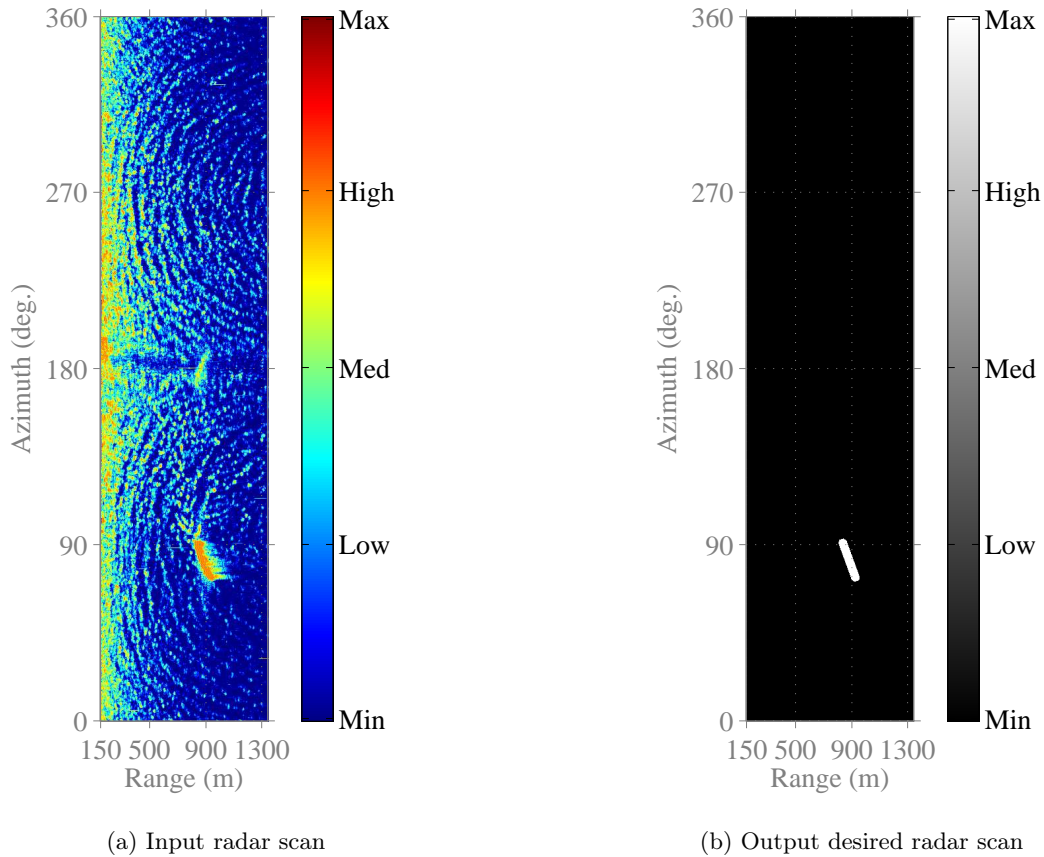 360
270
180
90
0
Azimuth (deg.)
150 500 900 1300
Range (m)
Max
High
Med
Low
Min
(a) Input radar scan
360
270
180
90
0
Azimuth (deg.)
150 500 900 1300
Range (m)
Max
High
Med
Low
Min
(b) Output desired radar scan